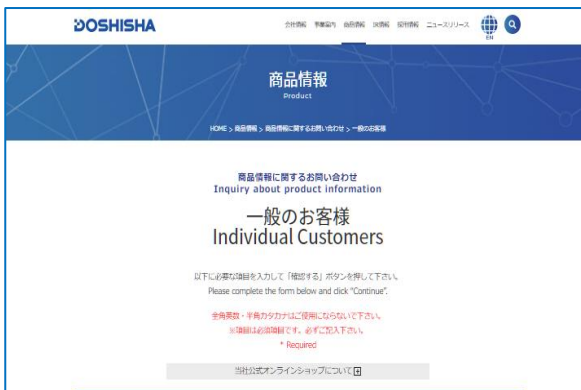 DOSHISHA
会社情報 事業案内 商品情報 IR情報 採用情報 ニュースリリース
EN
商品情報
Product
HOME > 商品情報 > 商品情報に関するお問い合わせ > 一般のお客様
商品情報に関するお問い合わせ
Inquiry about product information
一般のお客様
Individual Customers
以下に必要な項目を入力して「確認する」ボタンを押して下さい。
Please complete the form below and click "Continue".
全角英数・半角カタカナはご使用にならないで下さい。
※項目は必須項目です。必ずご記入下さい。
* Required
当社公式オンラインショップについて